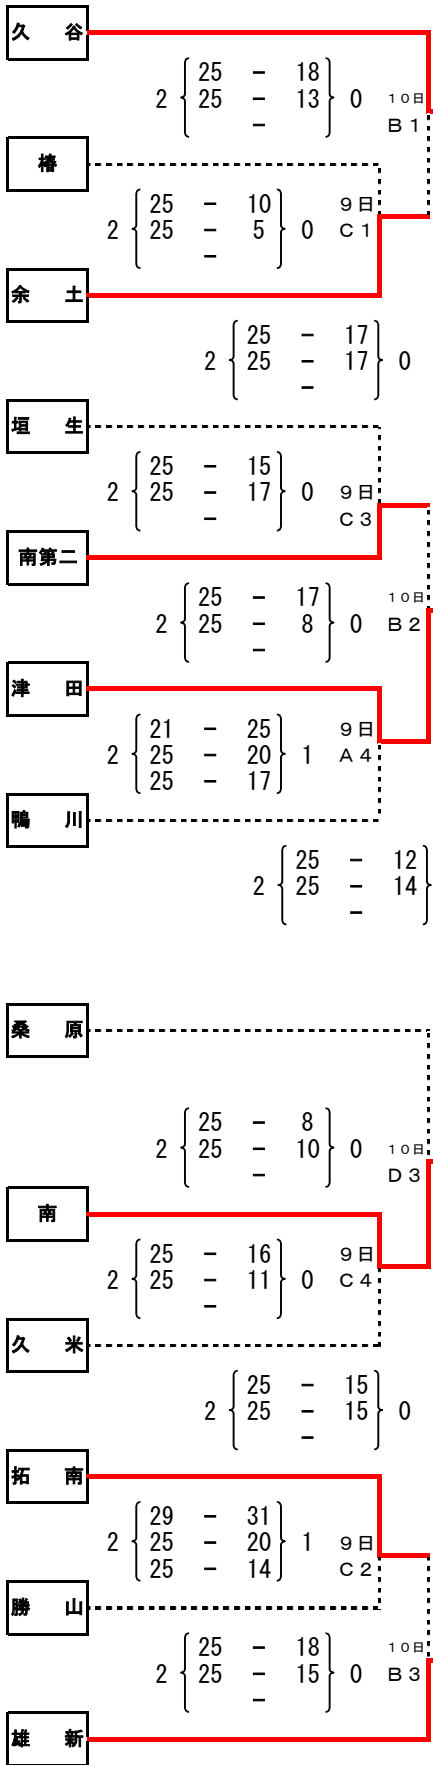 久 谷
25 - 18
2 25 - 13 0 10日
- B1
椿
25 - 10 9日
2 25 - 5 0 C1
-
余 土
25 - 17
2 25 - 17 0
-
垣 生
25 - 15
2 25 - 17 0 9日
- C3
南第二
25 - 17 10日
2 25 - 8 0 B2
-
津 田
21 - 25 9日
2 25 - 20 1 A4
25 - 17
鴨 川
25 - 12
2 25 - 14
-
桑 原
25 - 8
2 25 - 10 0 10日
- D3
南
25 - 16 9日
2 25 - 11 0 C4
-
久 米
25 - 15
2 25 - 15 0
-
拓 南
29 - 31
2 25 - 20 1 9日
25 - 14 C2
勝 山
25 - 18 10日
2 25 - 15 0 B3
-
雄 新